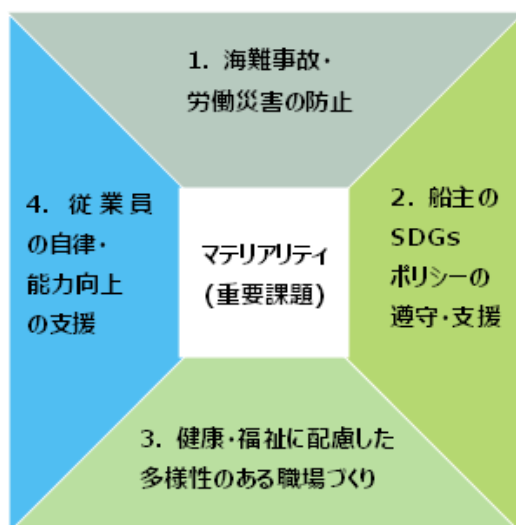 1. 海難事故・
労働災害の防止
2. 船主の
SDGs
ポリシーの
遵守・支援
3. 健康・福祉に配慮した
多様性のある職場づくり
4. 従業員
の自律・
能力向上
の支援
マテリアリティ
(重要課題)